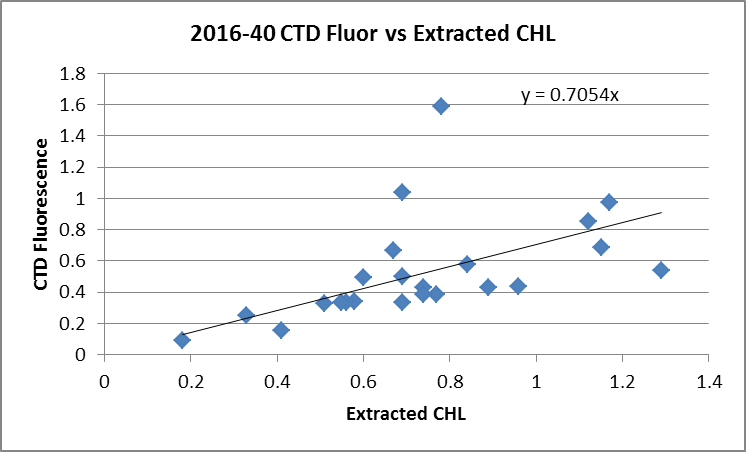 2016-40 CTD Fluor vs Extracted CHL
y = 0.7054x
CTD Fluorescence
1.8
1.6
1.4
1.2
1
0.8
0.6
0.4
0.2
0
0 0.2 0.4 0.6 0.8 1 1.2 1.4
Extracted CHL